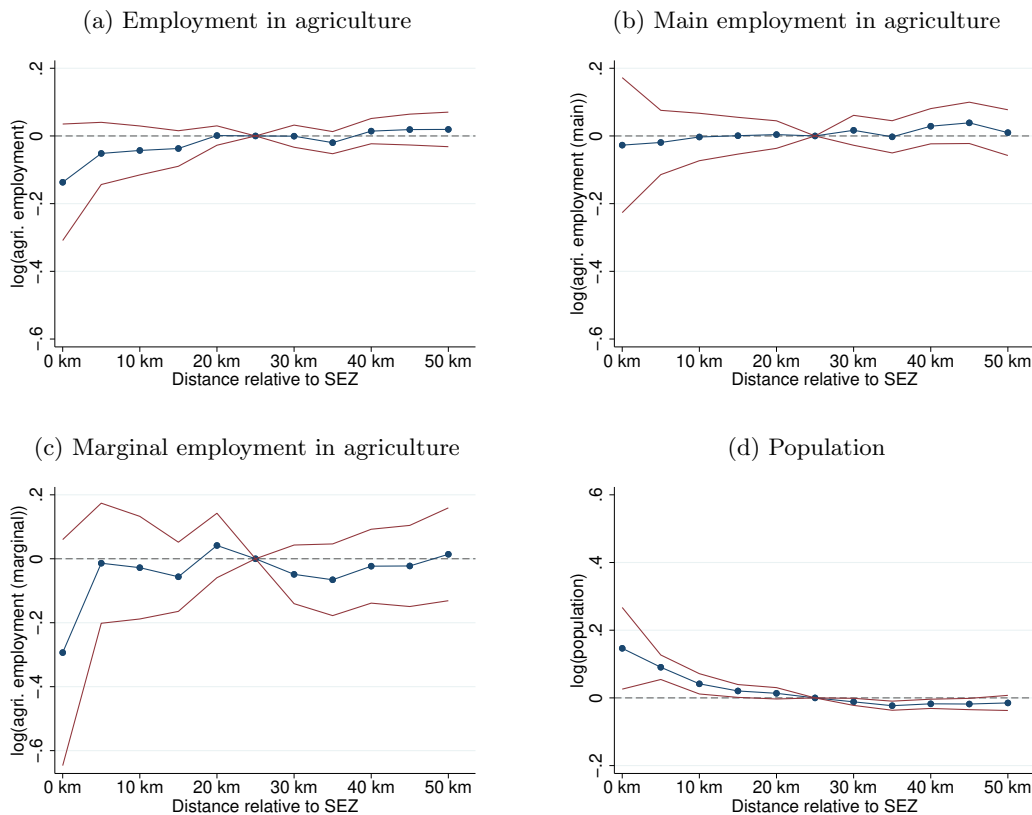 (a) Employment in agriculture
log(agri. employment)
.2
0
-.2
-.4
-.6
0 km 10 km 20 km 30 km 40 km 50 km
Distance relative to SEZ
(b) Main employment in agriculture
log(agri. employment (main))
.2
0
-.2
-.4
-.6
0 km 10 km 20 km 30 km 40 km 50 km
Distance relative to SEZ
(c) Marginal employment in agriculture
log(agri. employment (marginal))
.2
0
-.2
-.4
-.6
0 km 10 km 20 km 30 km 40 km 50 km
Distance relative to SEZ
(d) Population
log(population)
.6
.4
.2
0
-.2
0 km 10 km 20 km 30 km 40 km 50 km
Distance relative to SEZ